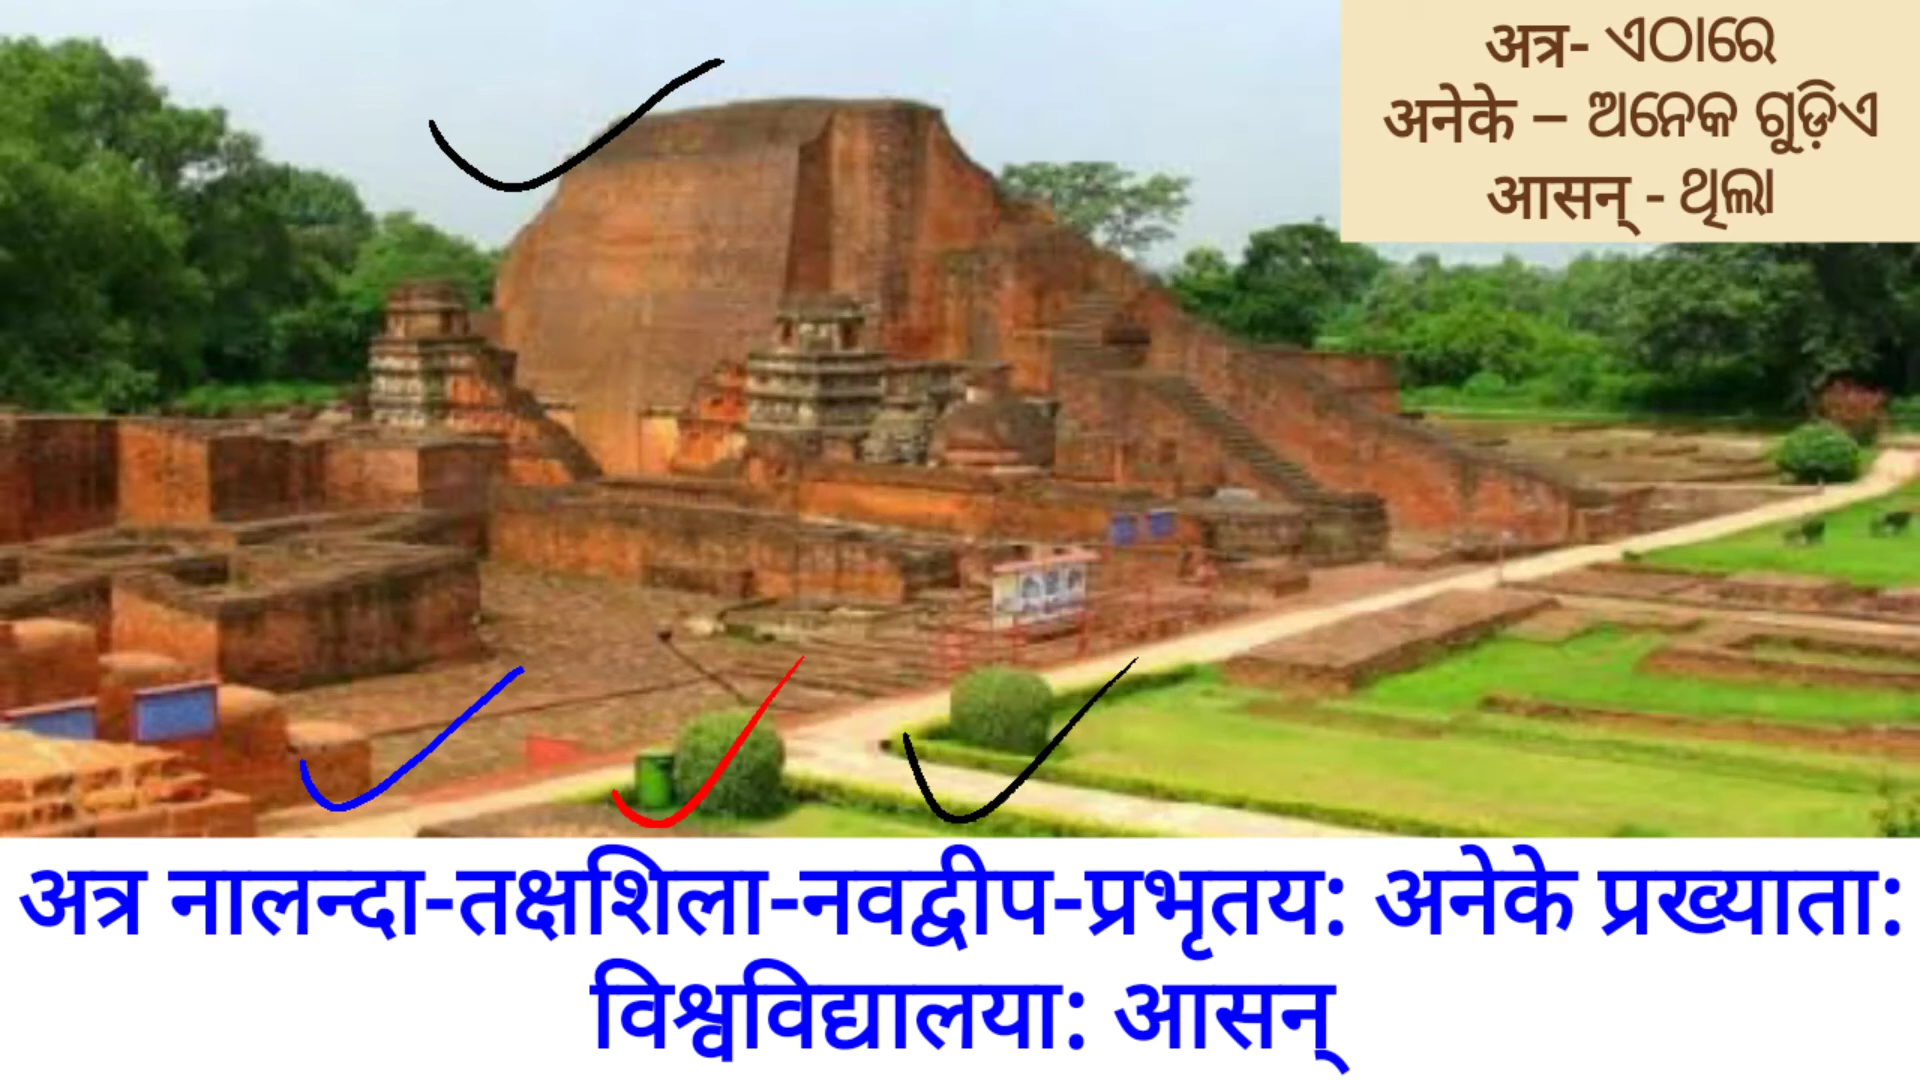 अत्र- ଏଠାରେ
अनेके – ଅନେକ ଗୁଡ଼ିଏ
आसन् - ଥିଲା
अत्र नालन्दा-तक्षशिला-नवद्वीप-प्रभृतय: अनेके प्रख्याता:
विश्वविद्यालया: आसन्